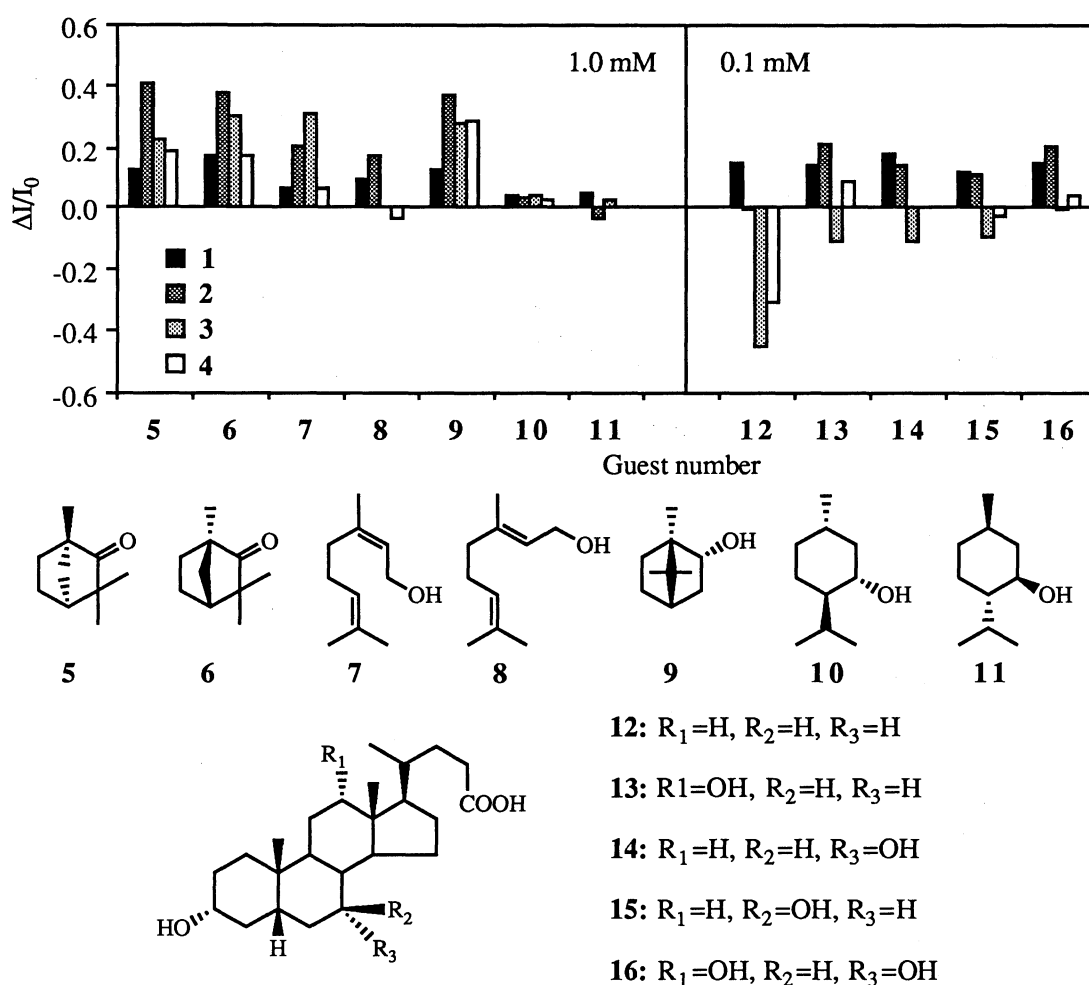 0.6
1.0 mM
0.1 mM
0.4
0.2
0.0
-0.2
-0.4
-0.6
ΔI/I₀
1
2
3
4
5 6 7 8 9 10 11 12 13 14 15 16
Guest number
O
O
OH
OH
OH
OH
OH
5 6 7 8 9 10 11
R₁
COOH
HO
H
R₂
R₃
12: R₁=H, R₂=H, R₃=H
13: R1=OH, R₂=H, R₃=H
14: R₁=H, R₂=H, R₃=OH
15: R₁=H, R₂=OH, R₃=H
16: R₁=OH, R₂=H, R₃=OH